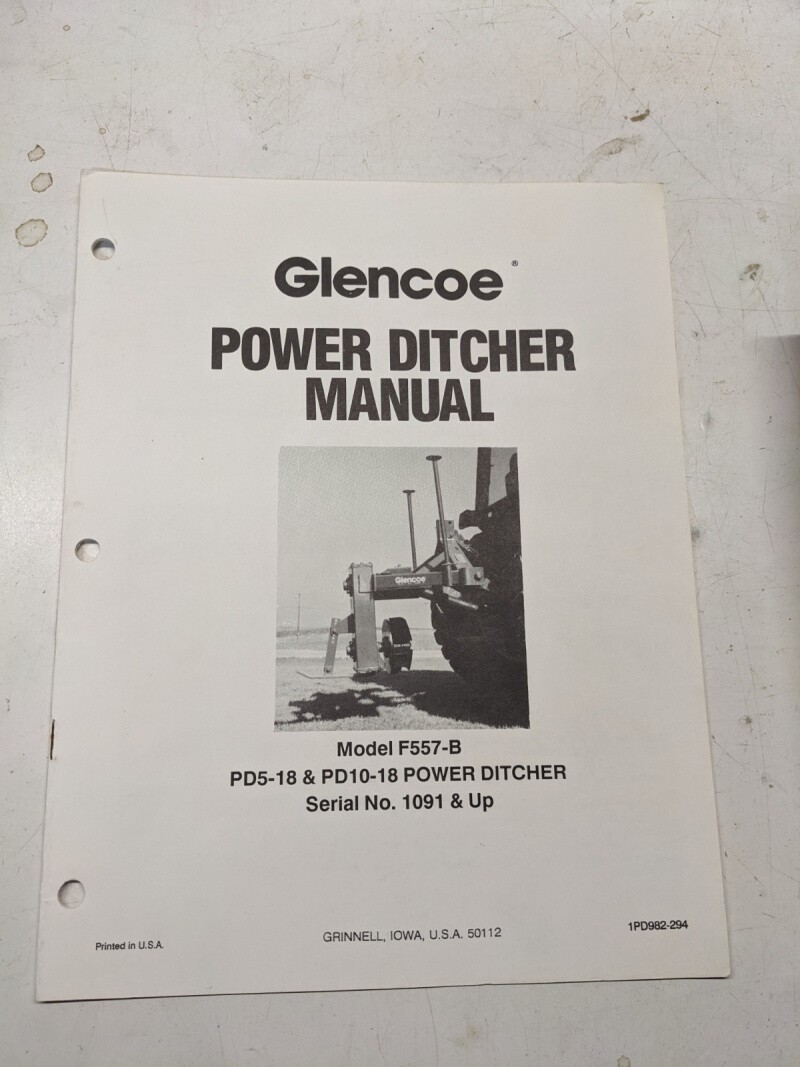 Glencoe®
POWER DITCHER
MANUAL
Glencoe
Model F557-B
PD5-18 & PD10-18 POWER DITCHER
Serial No. 1091 & Up
GRINNELL, IOWA, U.S.A. 50112
1PD982-294
Printed in U.S.A.